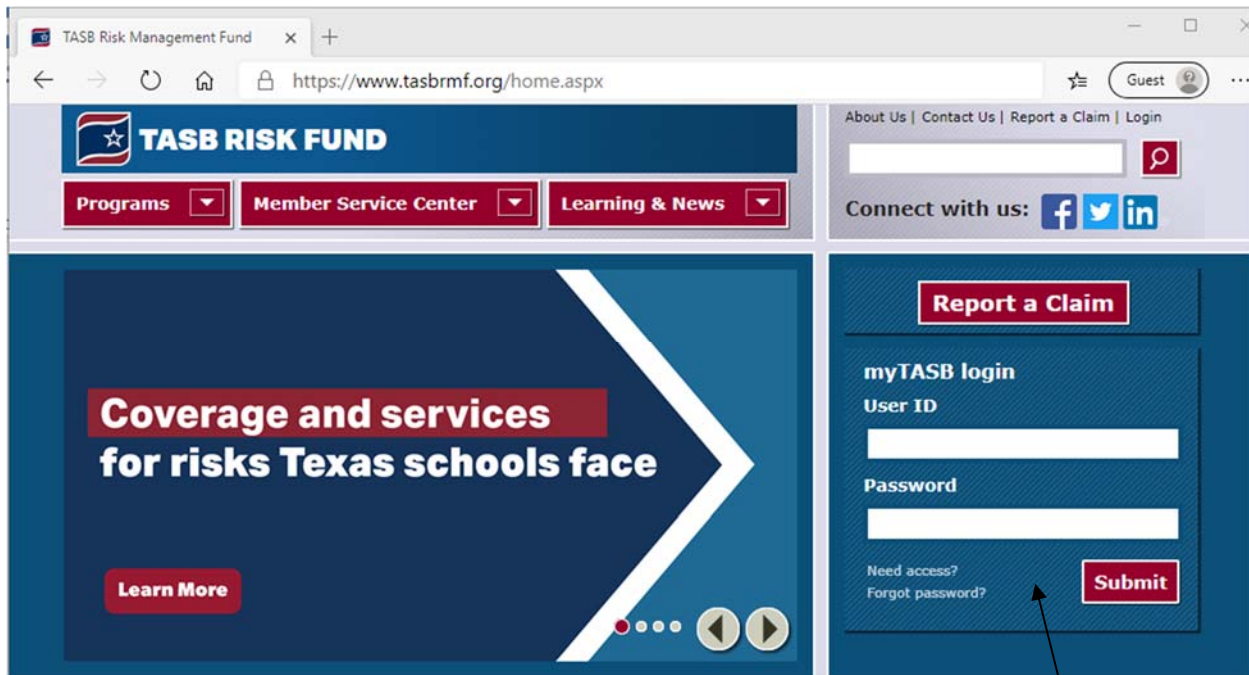 TASB Risk Management Fund
https://www.tasbrmf.org/home.aspx
Guest
TASB RISK FUND
About Us | Contact Us | Report a Claim | Login
Programs
Member Service Center
Learning & News
Connect with us:
Coverage and services
for risks Texas schools face
Learn More
Report a Claim
myTASB login
User ID
Password
Need access?
Forgot password?
Submit